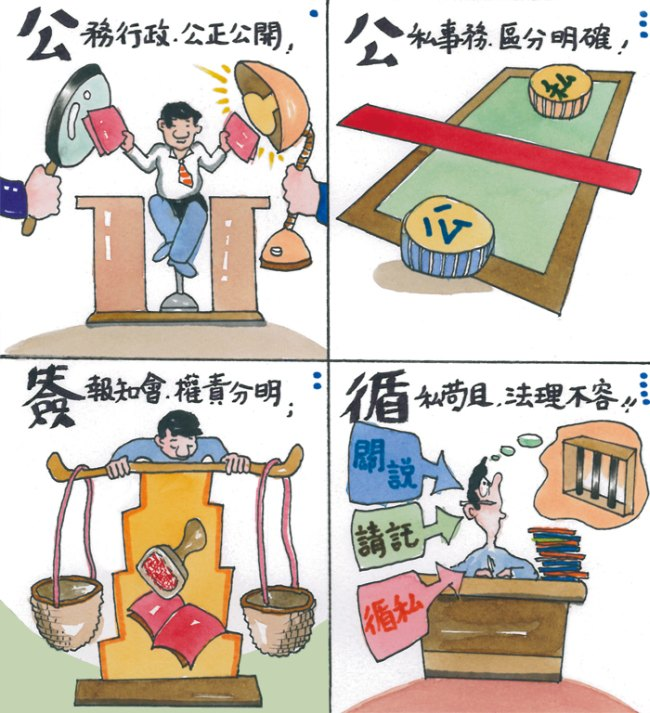 公務行政.公正公開!
公私事務.區分明確!
私
公
簽報知會.權責分明;
循私苟且.法理不容!!
關說
請託
循私